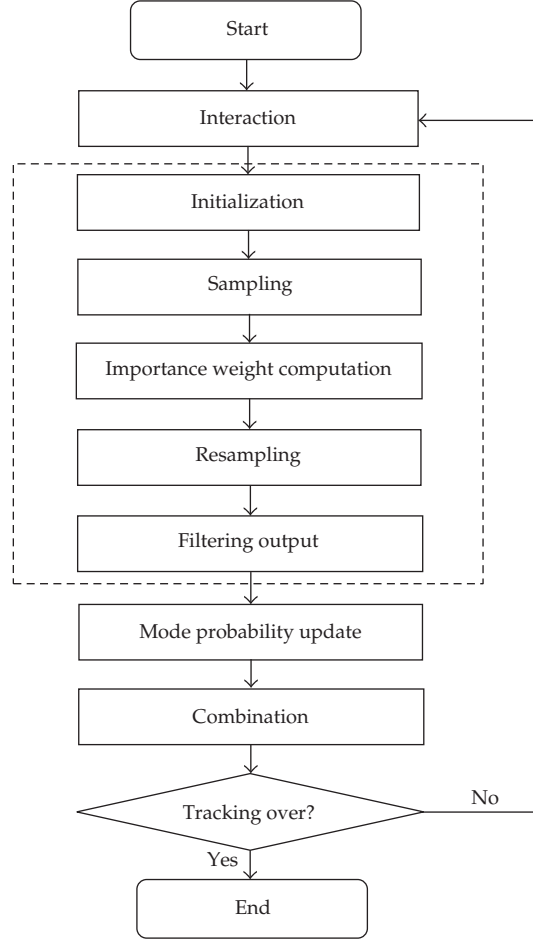 Start
Interaction
Initialization
Sampling
Importance weight computation
Resampling
Filtering output
Mode probability update
Combination
Tracking over?
No
Yes
End